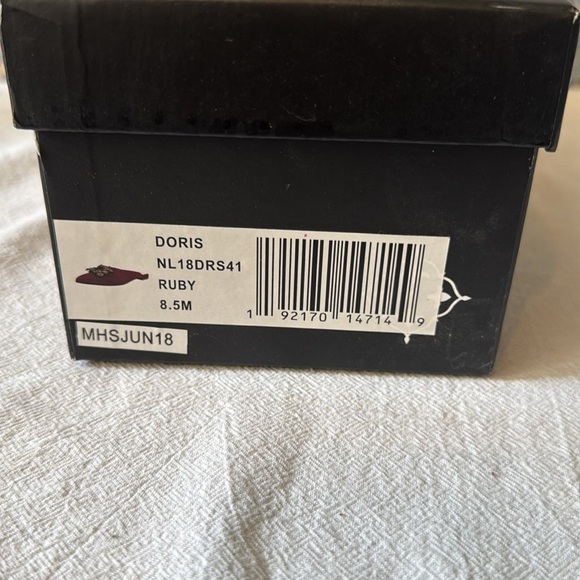 DORIS
NL18DRS41
RUBY
8.5M
1 92170 14714 9
MHSJUN18